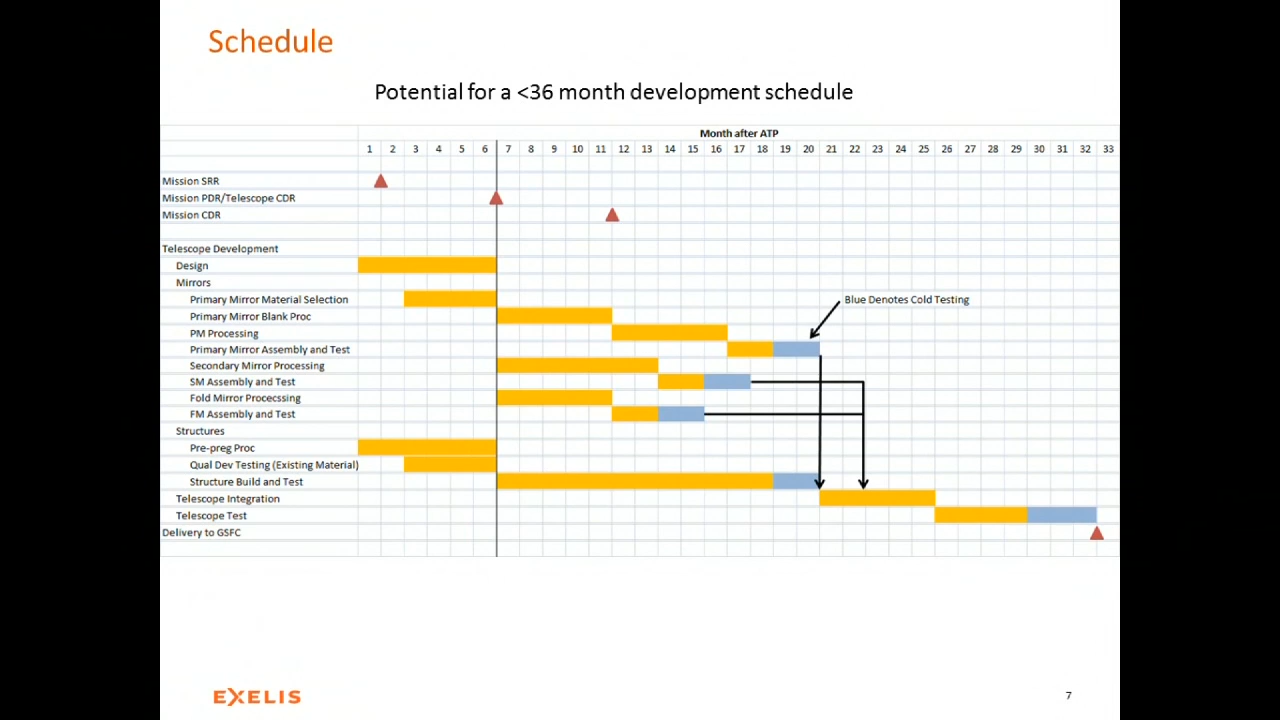 Schedule
Potential for a <36 month development schedule
Month after ATP
1 2 3 4 5 6 7 8 9 10 11 12 13 14 15 16 17 18 19 20 21 22 23 24 25 26 27 28 29 30 31 32 33
Mission SRR
Mission PDR/Telescope CDR
Mission CDR
Telescope Development
Design
Mirrors
Primary Mirror Material Selection
Blue Denotes Cold Testing
Primary Mirror Blank Proc
PM Processing
Primary Mirror Assembly and Test
Secondary Mirror Processing
SM Assembly and Test
Fold Mirror Procecssing
FM Assembly and Test
Structures
Pre-preg Proc
Qual Dev Testing (Existing Material)
Structure Build and Test
Telescope Integration
Telescope Test
Delivery to GSFC
EXELIS
7